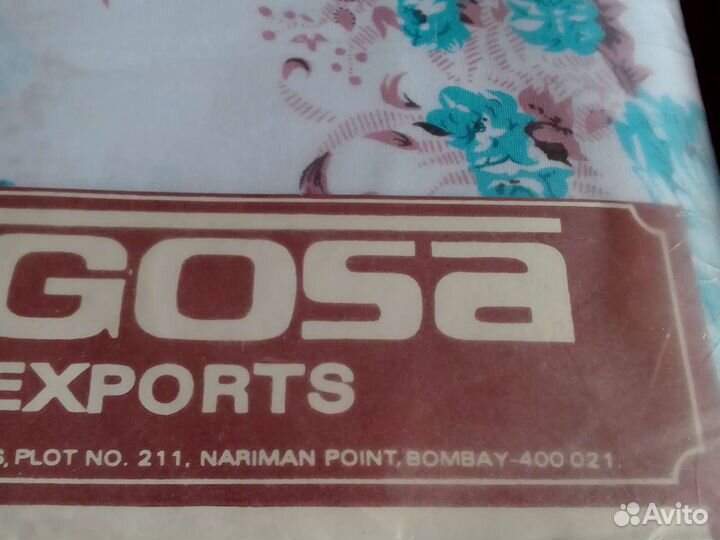 GOSA
EXPORTS
S, PLOT NO. 211, NARIMAN POINT, BOMBAY-400 021.
Avito